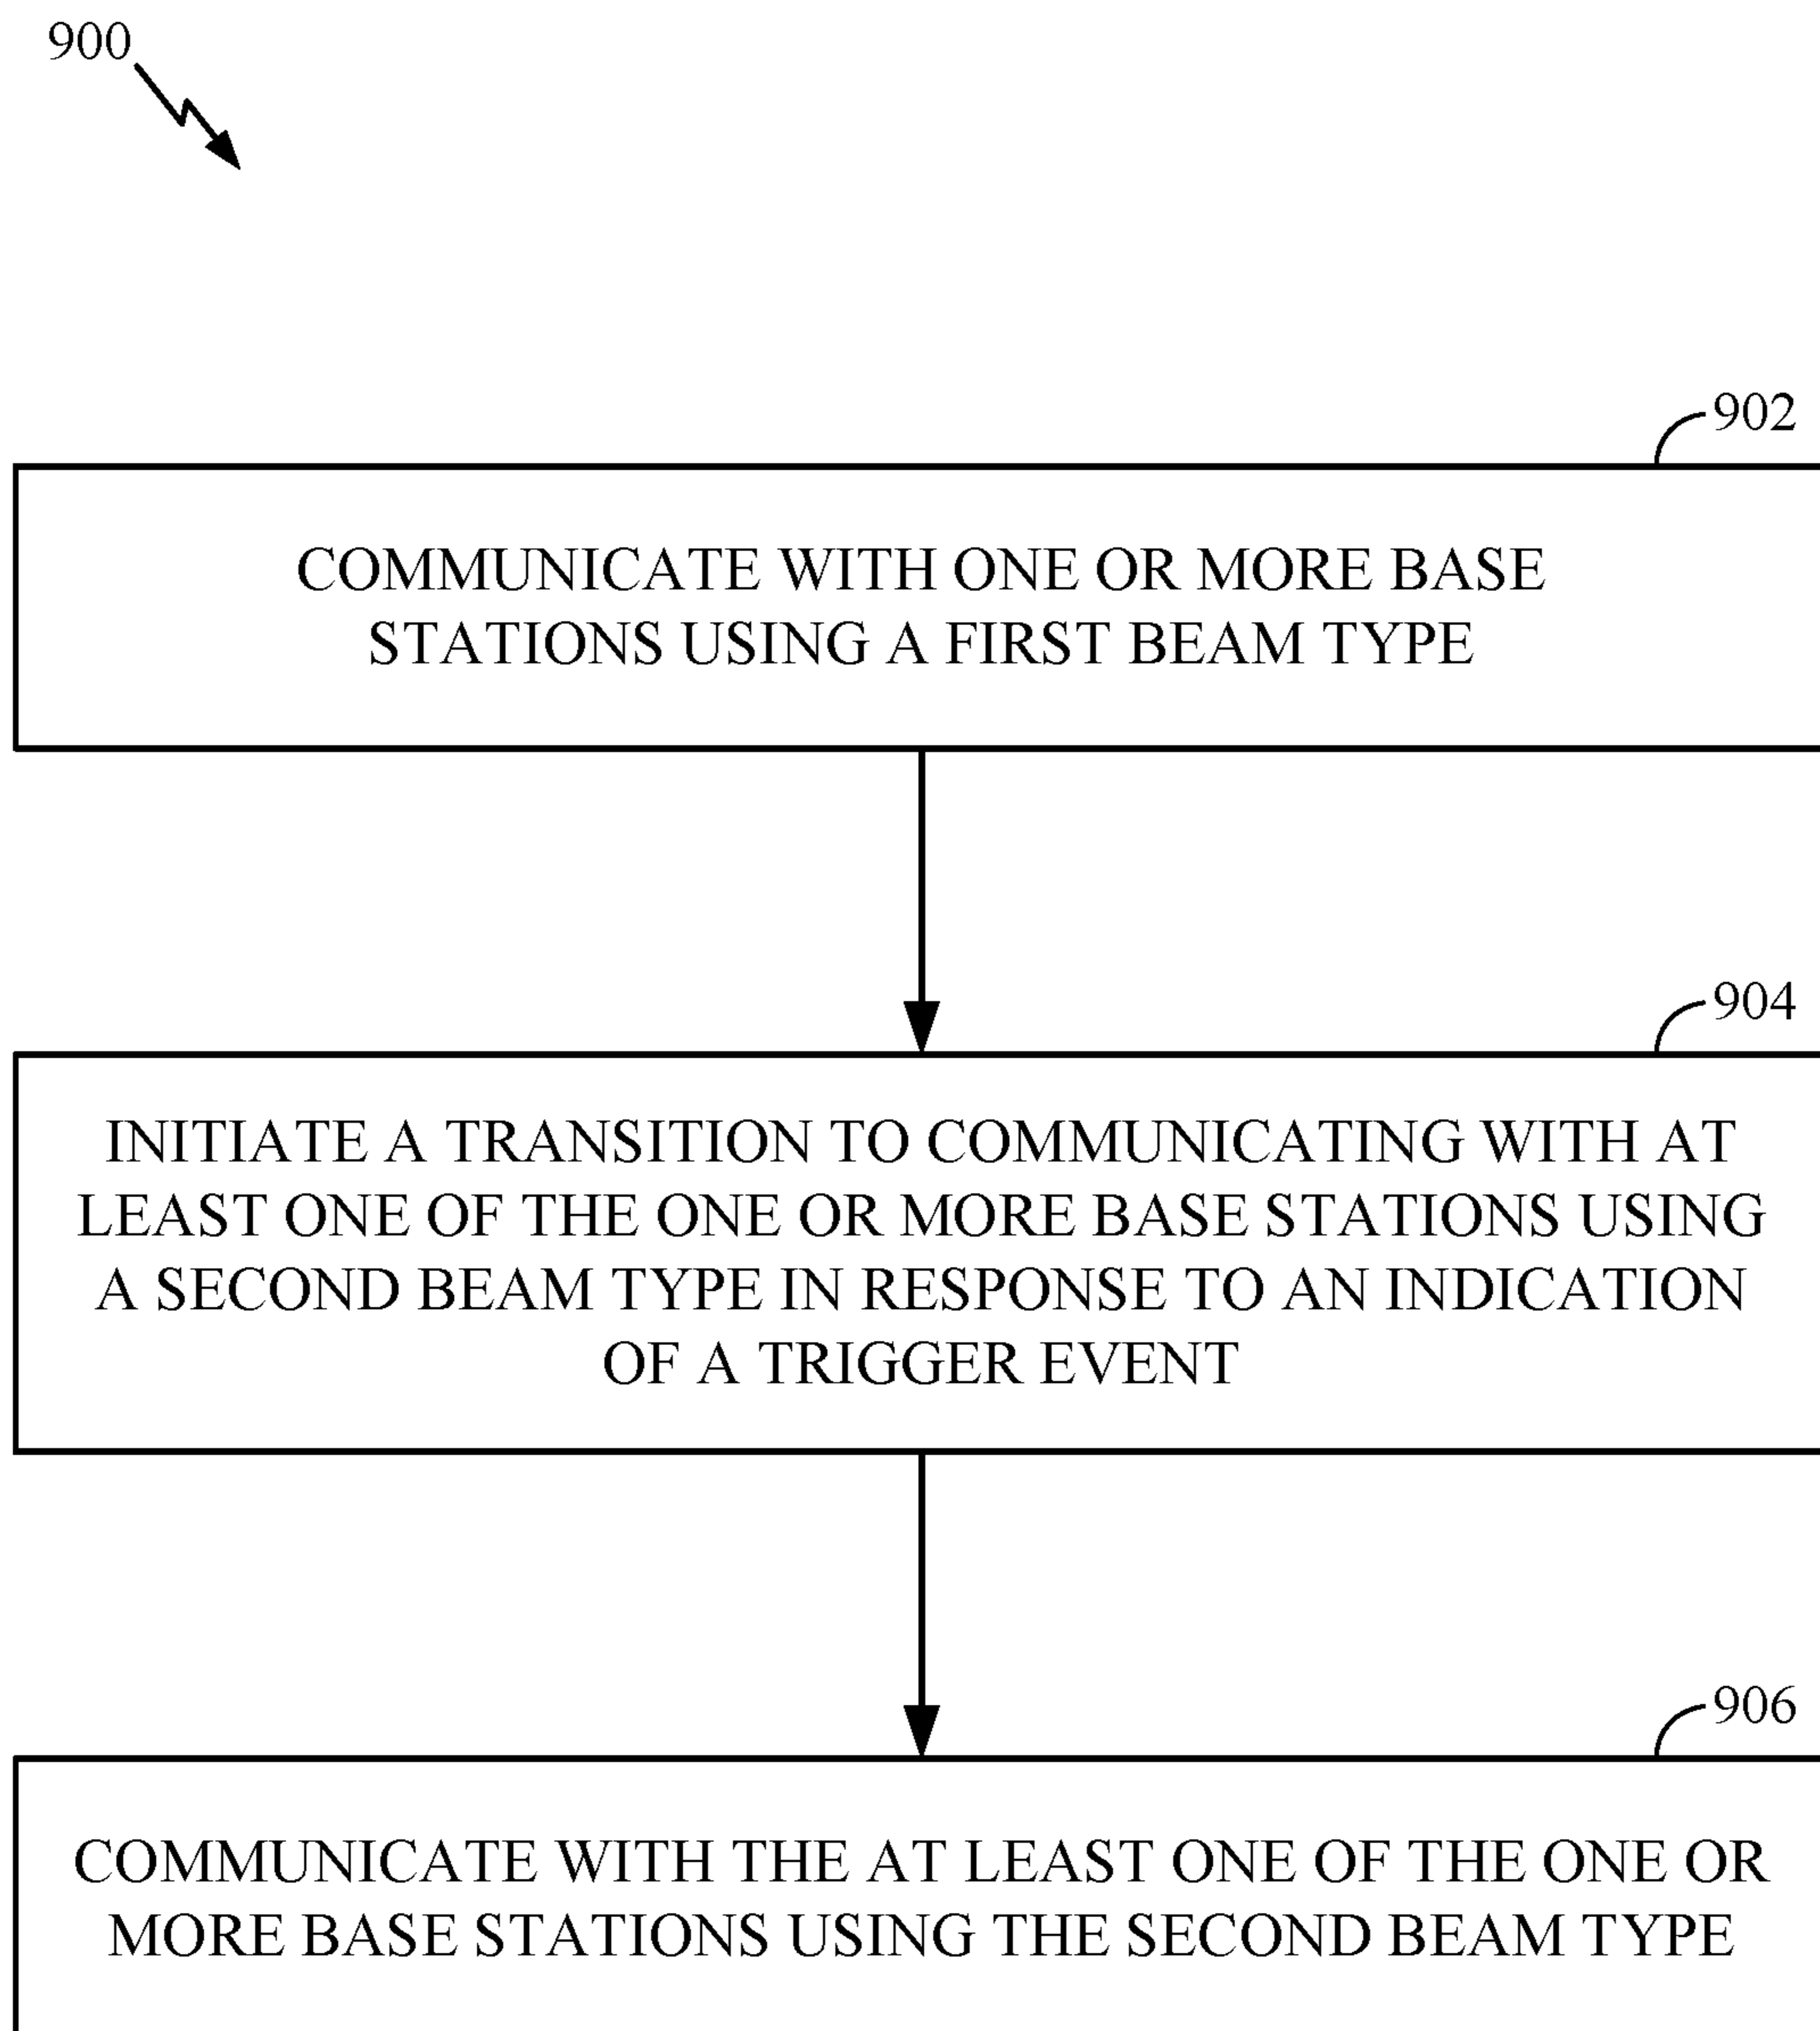 900
902
COMMUNICATE WITH ONE OR MORE BASE
STATIONS USING A FIRST BEAM TYPE
904
INITIATE A TRANSITION TO COMMUNICATING WITH AT
LEAST ONE OF THE ONE OR MORE BASE STATIONS USING
A SECOND BEAM TYPE IN RESPONSE TO AN INDICATION
OF A TRIGGER EVENT
906
COMMUNICATE WITH THE AT LEAST ONE OF THE ONE OR
MORE BASE STATIONS USING THE SECOND BEAM TYPE